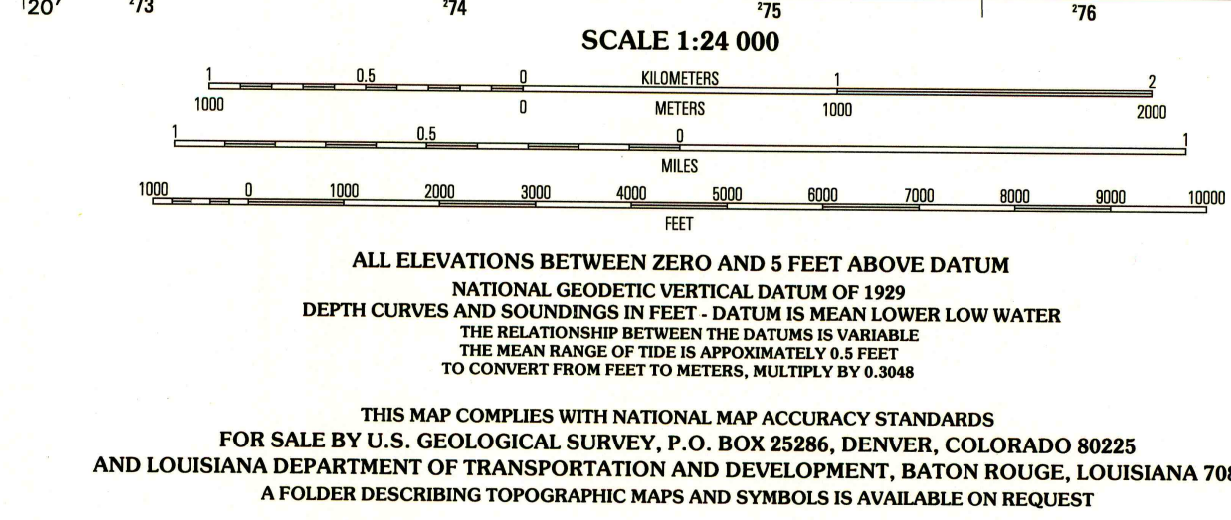 20' ²73 ²74 ²75 ²76
SCALE 1:24 000
1 0.5 0 KILOMETERS 1 2
1000 0 METERS 1000 2000
1 0.5 0 1
MILES
1000 0 1000 2000 3000 4000 5000 6000 7000 8000 9000 10000
FEET
ALL ELEVATIONS BETWEEN ZERO AND 5 FEET ABOVE DATUM
NATIONAL GEODETIC VERTICAL DATUM OF 1929
DEPTH CURVES AND SOUNDINGS IN FEET - DATUM IS MEAN LOWER LOW WATER
THE RELATIONSHIP BETWEEN THE DATUMS IS VARIABLE
THE MEAN RANGE OF TIDE IS APPOXIMATELY 0.5 FEET
TO CONVERT FROM FEET TO METERS, MULTIPLY BY 0.3048
THIS MAP COMPLIES WITH NATIONAL MAP ACCURACY STANDARDS
FOR SALE BY U.S. GEOLOGICAL SURVEY, P.O. BOX 25286, DENVER, COLORADO 80225
AND LOUISIANA DEPARTMENT OF TRANSPORTATION AND DEVELOPMENT, BATON ROUGE, LOUISIANA
A FOLDER DESCRIBING TOPOGRAPHIC MAPS AND SYMBOLS IS AVAILABLE ON REQUEST